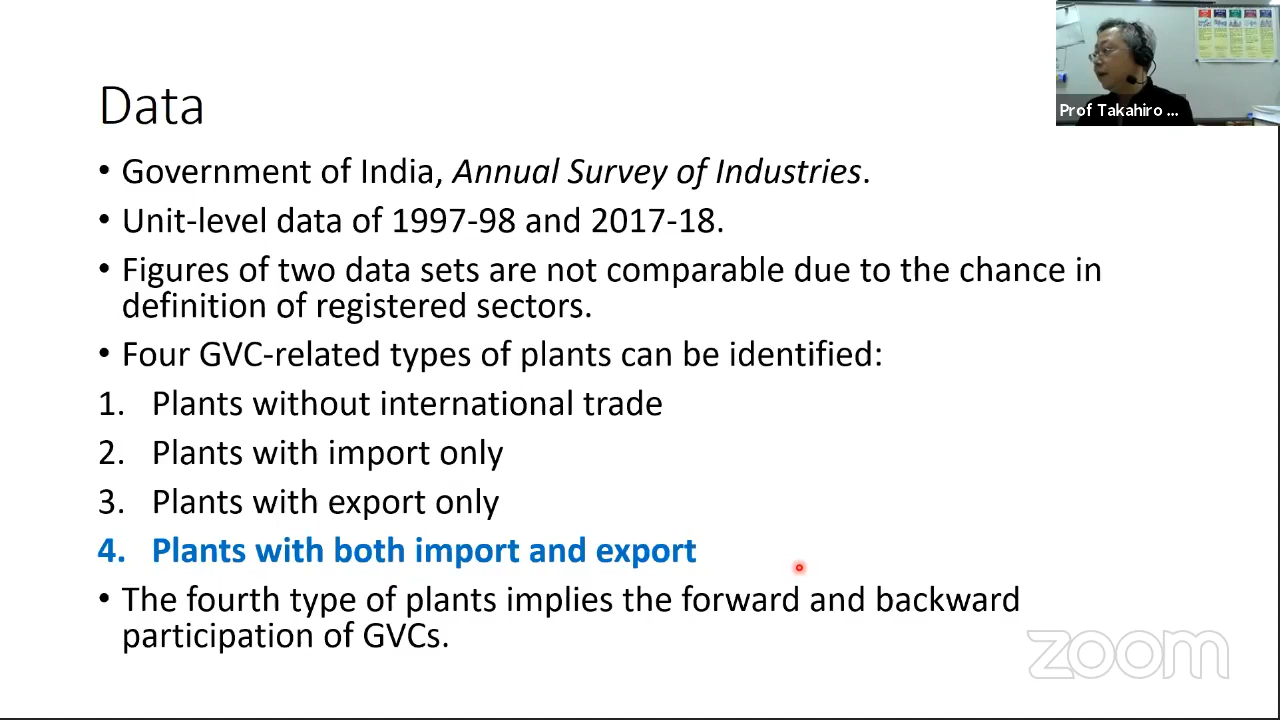 Data
• Government of India, Annual Survey of Industries.
• Unit-level data of 1997-98 and 2017-18.
• Figures of two data sets are not comparable due to the chance in
definition of registered sectors.
• Four GVC-related types of plants can be identified:
1. Plants without international trade
2. Plants with import only
3. Plants with export only
4. Plants with both import and export
• The fourth type of plants implies the forward and backward
participation of GVCs.
Prof Takahiro ...
zoom